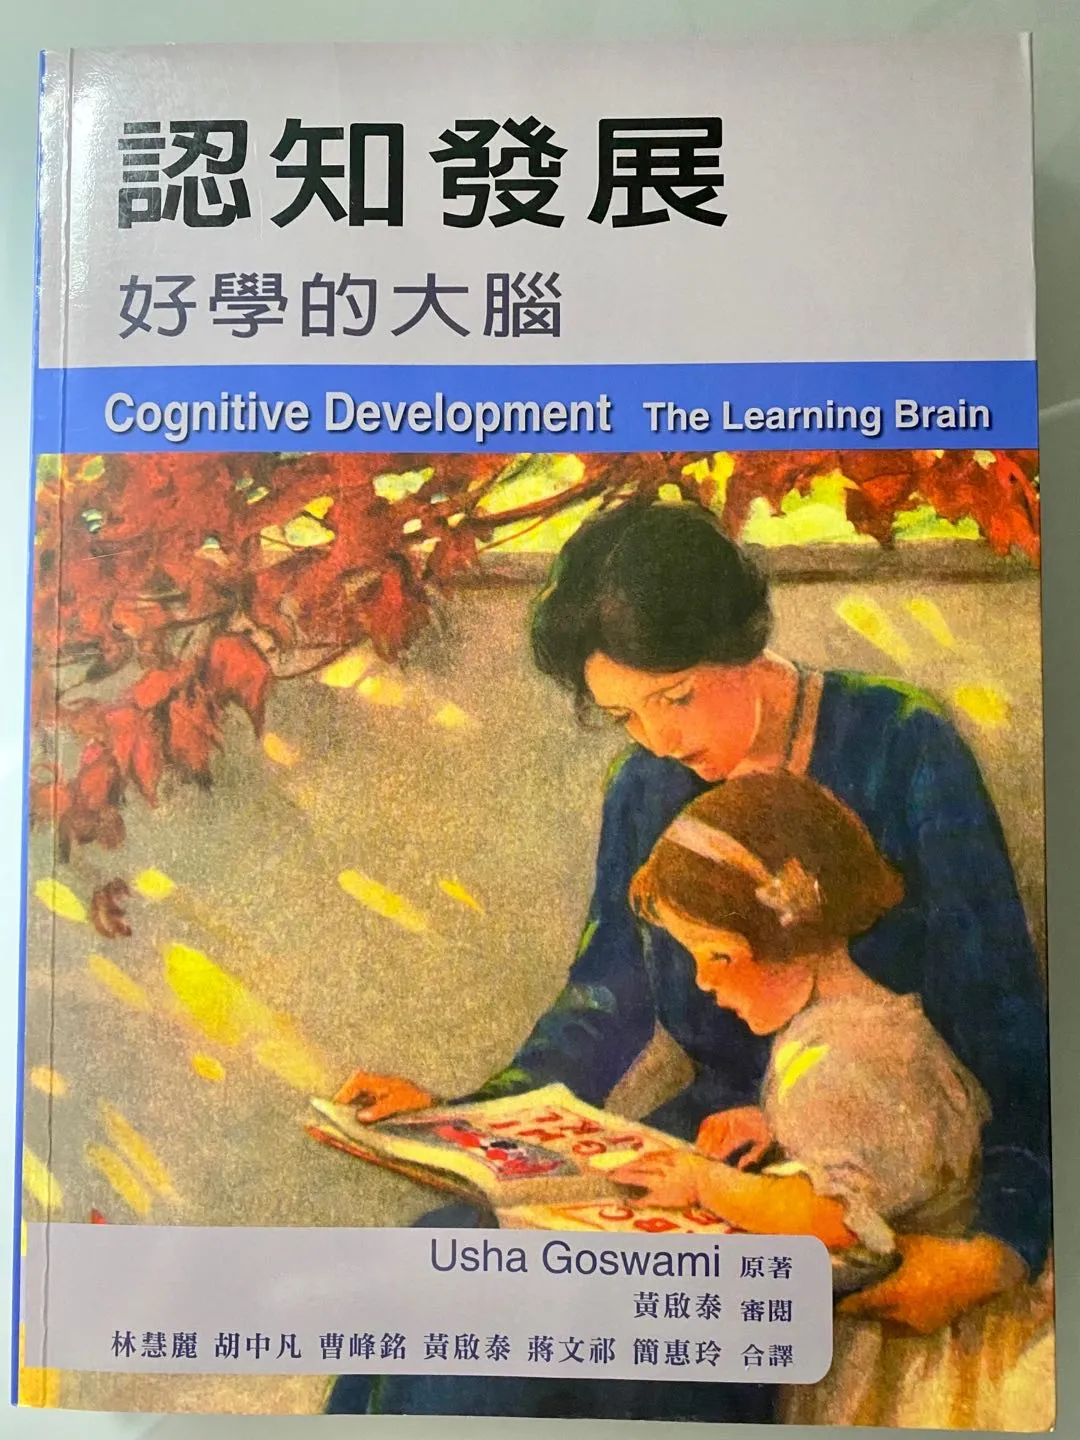 認知發展
好學的大腦
Cognitive Development The Learning Brain
Usha Goswami 原著
黃啟泰 審閱
林慧麗 胡中凡 曹峰銘 黃啟泰 蔣文祁 簡惠玲 合譯